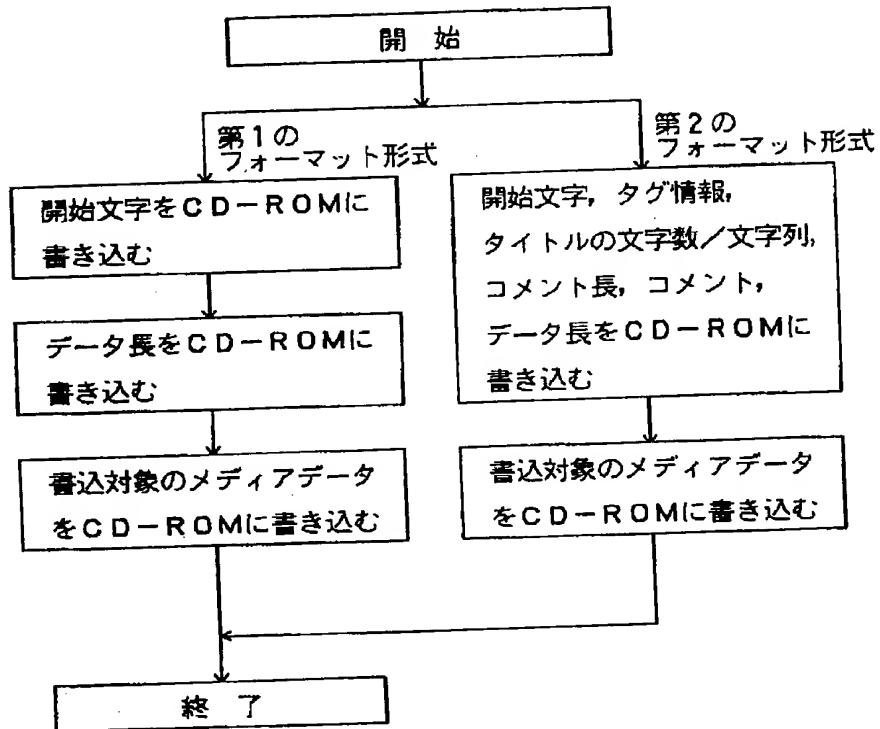 開 始
第1の
フォーマット形式
第2の
フォーマット形式
開始文字をCD-ROMに
書き込む
データ長をCD-ROMに
書き込む
書込対象のメディアデータ
をCD-ROMに書き込む
開始文字，タグ情報，
タイトルの文字数／文字列，
コメント長，コメント，
データ長をCD-ROMに
書き込む
書込対象のメディアデータ
をCD-ROMに書き込む
終 了